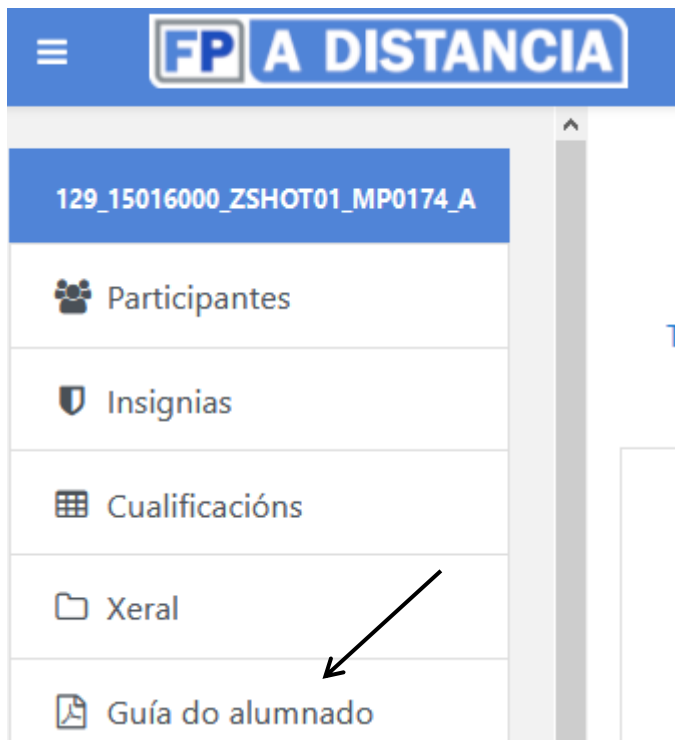 FP A DISTANCIA
129_15016000_ZSHOT01_MP0174_A
Participantes
Insignias
Cualificacións
Xeral
Guía do alumnado